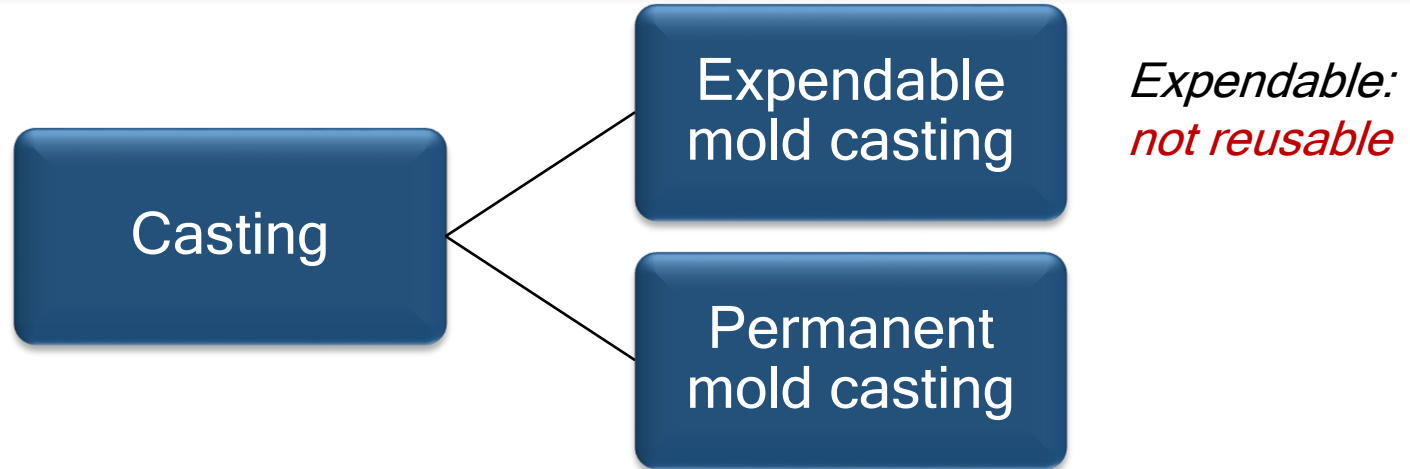 Casting
Expendable
mold casting
Expendable:
not reusable
Permanent
mold casting